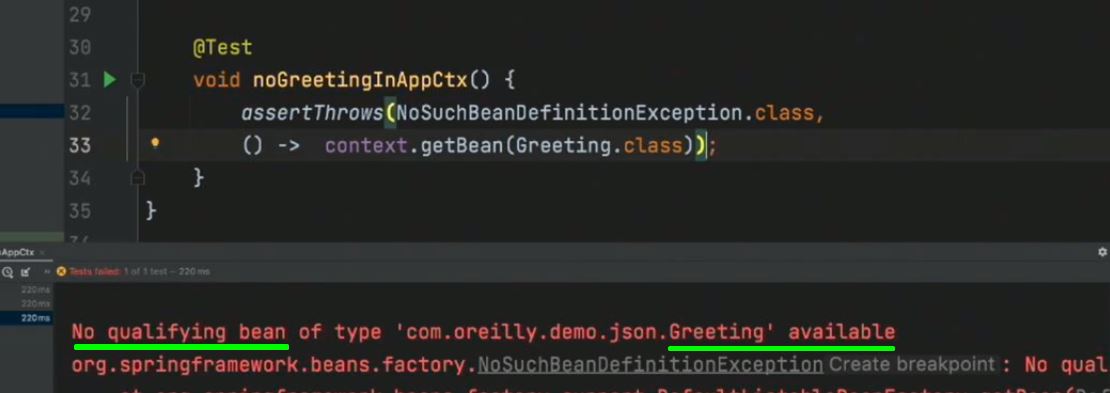 29
30 @Test
31 void noGreetingInAppCtx() {
32 assertThrows(NoSuchBeanDefinitionException.class,
33 () -> context.getBean(Greeting.class));
34 }
35 }
AppCtx ×
Tests failed: 1 of 1 test – 220 ms
220 ms
220 ms
220 ms
No qualifying bean of type 'com.oreilly.demo.json.Greeting' available
org.springframework.beans.factory.NoSuchBeanDefinitionException Create breakpoint : No qual